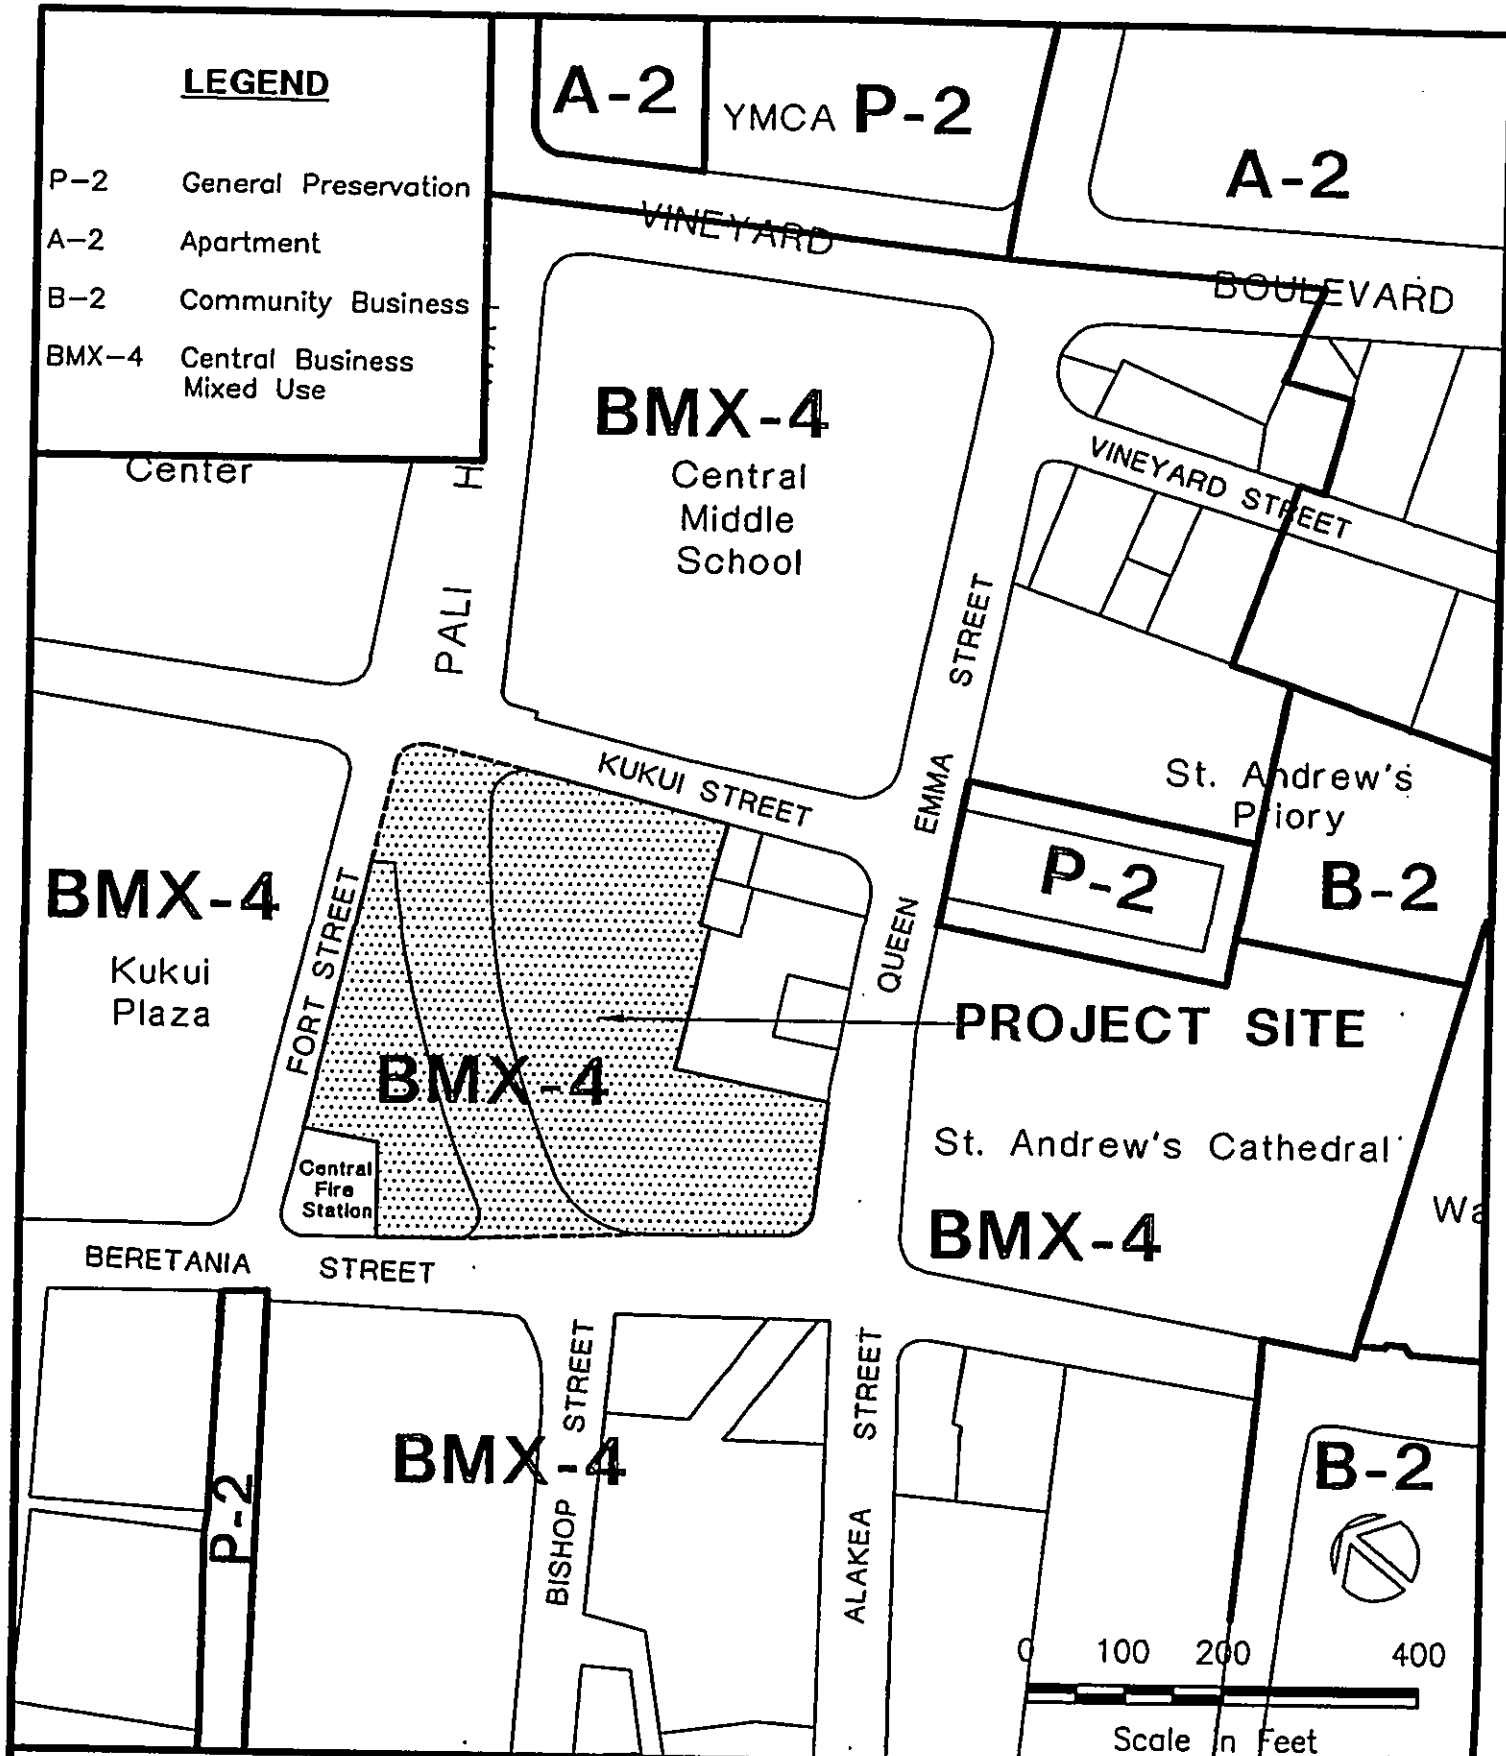 LEGEND
P-2 General Preservation
A-2 Apartment
B-2 Community Business
BMX-4 Central Business
Mixed Use
A-2
YMCA P-2
A-2
VINEYARD
BOULEVARD
Center
PALI H
BMX-4
Central
Middle
School
VINEYARD STREET
QUEEN EMMA STREET
KUKUI STREET
St. Andrew's
Priory
P-2
B-2
BMX-4
Kukui
Plaza
FORT STREET
BMX-4
PROJECT SITE
St. Andrew's Cathedral
BMX-4
Central
Fire
Station
BERETANIA STREET
P-2
BMX-4
BISHOP STREET
ALAKEA STREET
B-2
0 100 200 400
Scale in Feet